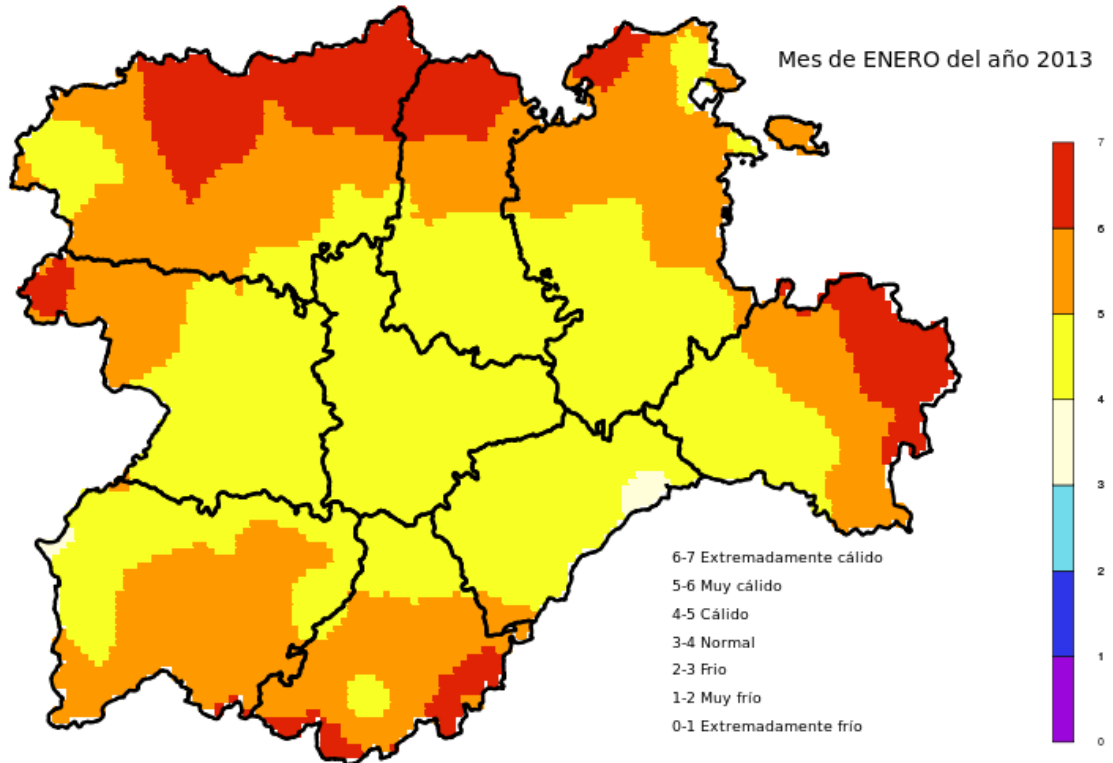 Mes de ENERO del año 2013
7
6
5
4
3
2
1
0
6-7 Extremadamente cálido
5-6 Muy cálido
4-5 Cálido
3-4 Normal
2-3 Frio
1-2 Muy frío
0-1 Extremadamente frío